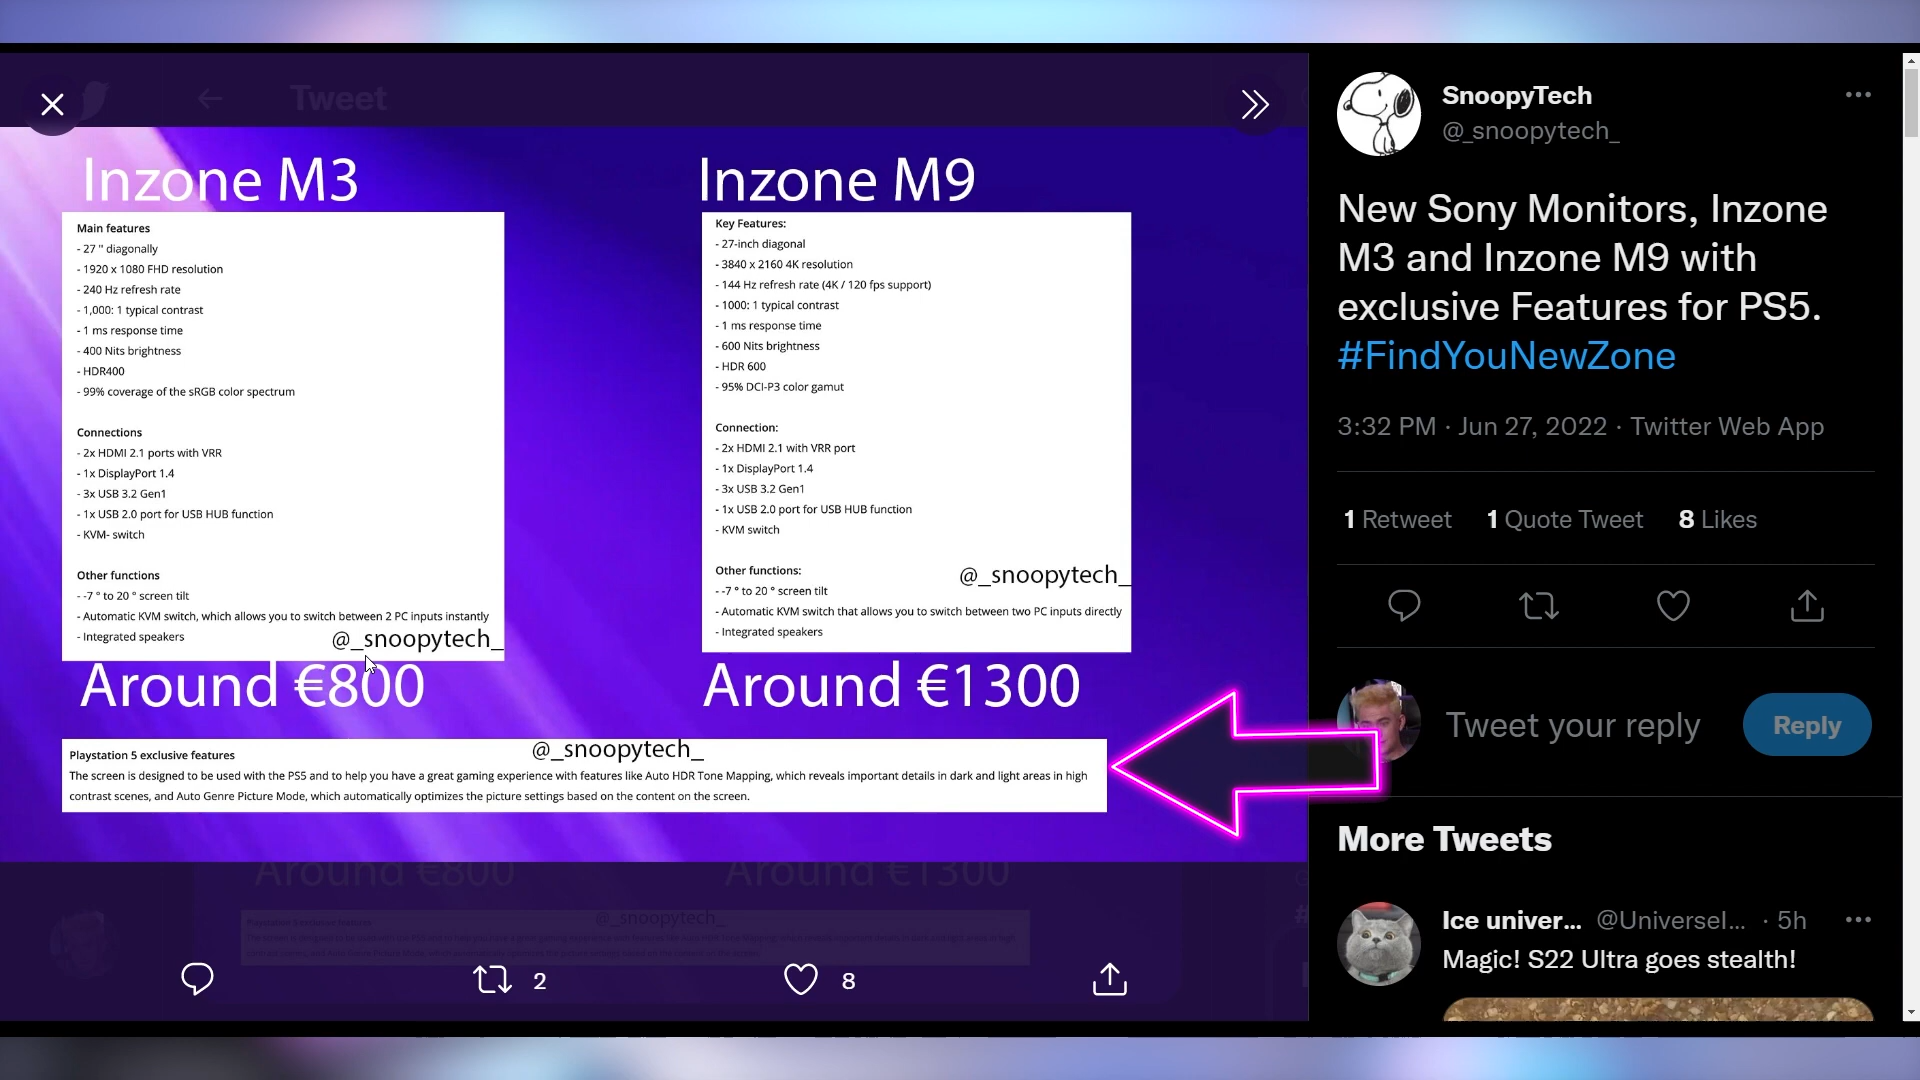 Tweet
Inzone M3
Main features
- 27 " diagonally
- 1920 x 1080 FHD resolution
- 240 Hz refresh rate
- 1,000: 1 typical contrast
- 1 ms response time
- 400 Nits brightness
- HDR400
- 99% coverage of the sRGB color spectrum
Connections
- 2x HDMI 2.1 ports with VRR
- 1x DisplayPort 1.4
- 3x USB 3.2 Gen1
- 1x USB 2.0 port for USB HUB function
- KVM- switch
Other functions
- -7 ° to 20 ° screen tilt
- Automatic KVM switch, which allows you to switch between 2 PC inputs instantly
- Integrated speakers
@_snoopytech_
Around €800
Inzone M9
Key Features:
- 27-inch diagonal
- 3840 x 2160 4K resolution
- 144 Hz refresh rate (4K / 120 fps support)
- 1000: 1 typical contrast
- 1 ms response time
- 600 Nits brightness
- HDR 600
- 95% DCI-P3 color gamut
Connection:
- 2x HDMI 2.1 with VRR port
- 1x DisplayPort 1.4
- 3x USB 3.2 Gen1
- 1x USB 2.0 port for USB HUB function
- KVM switch
Other functions:
@_snoopytech_
- -7 ° to 20 ° screen tilt
- Automatic KVM switch that allows you to switch between two PC inputs directly
- Integrated speakers
Around €1300
Playstation 5 exclusive features
@_snoopytech_
The screen is designed to be used with the PS5 and to help you have a great gaming experience with features like Auto HDR Tone Mapping, which reveals important details in dark and light areas in high
contrast scenes, and Auto Genre Picture Mode, which automatically optimizes the picture settings based on the content on the screen.
Around €800
Around €1300
@_snoopytech_
2
8
SnoopyTech
@_snoopytech_
New Sony Monitors, Inzone
M3 and Inzone M9 with
exclusive Features for PS5.
#FindYouNewZone
3:32 PM · Jun 27, 2022 · Twitter Web App
1 Retweet 1 Quote Tweet 8 Likes
Tweet your reply
Reply
More Tweets
Ice univer... @UniverseI... · 5h
Magic! S22 Ultra goes stealth!